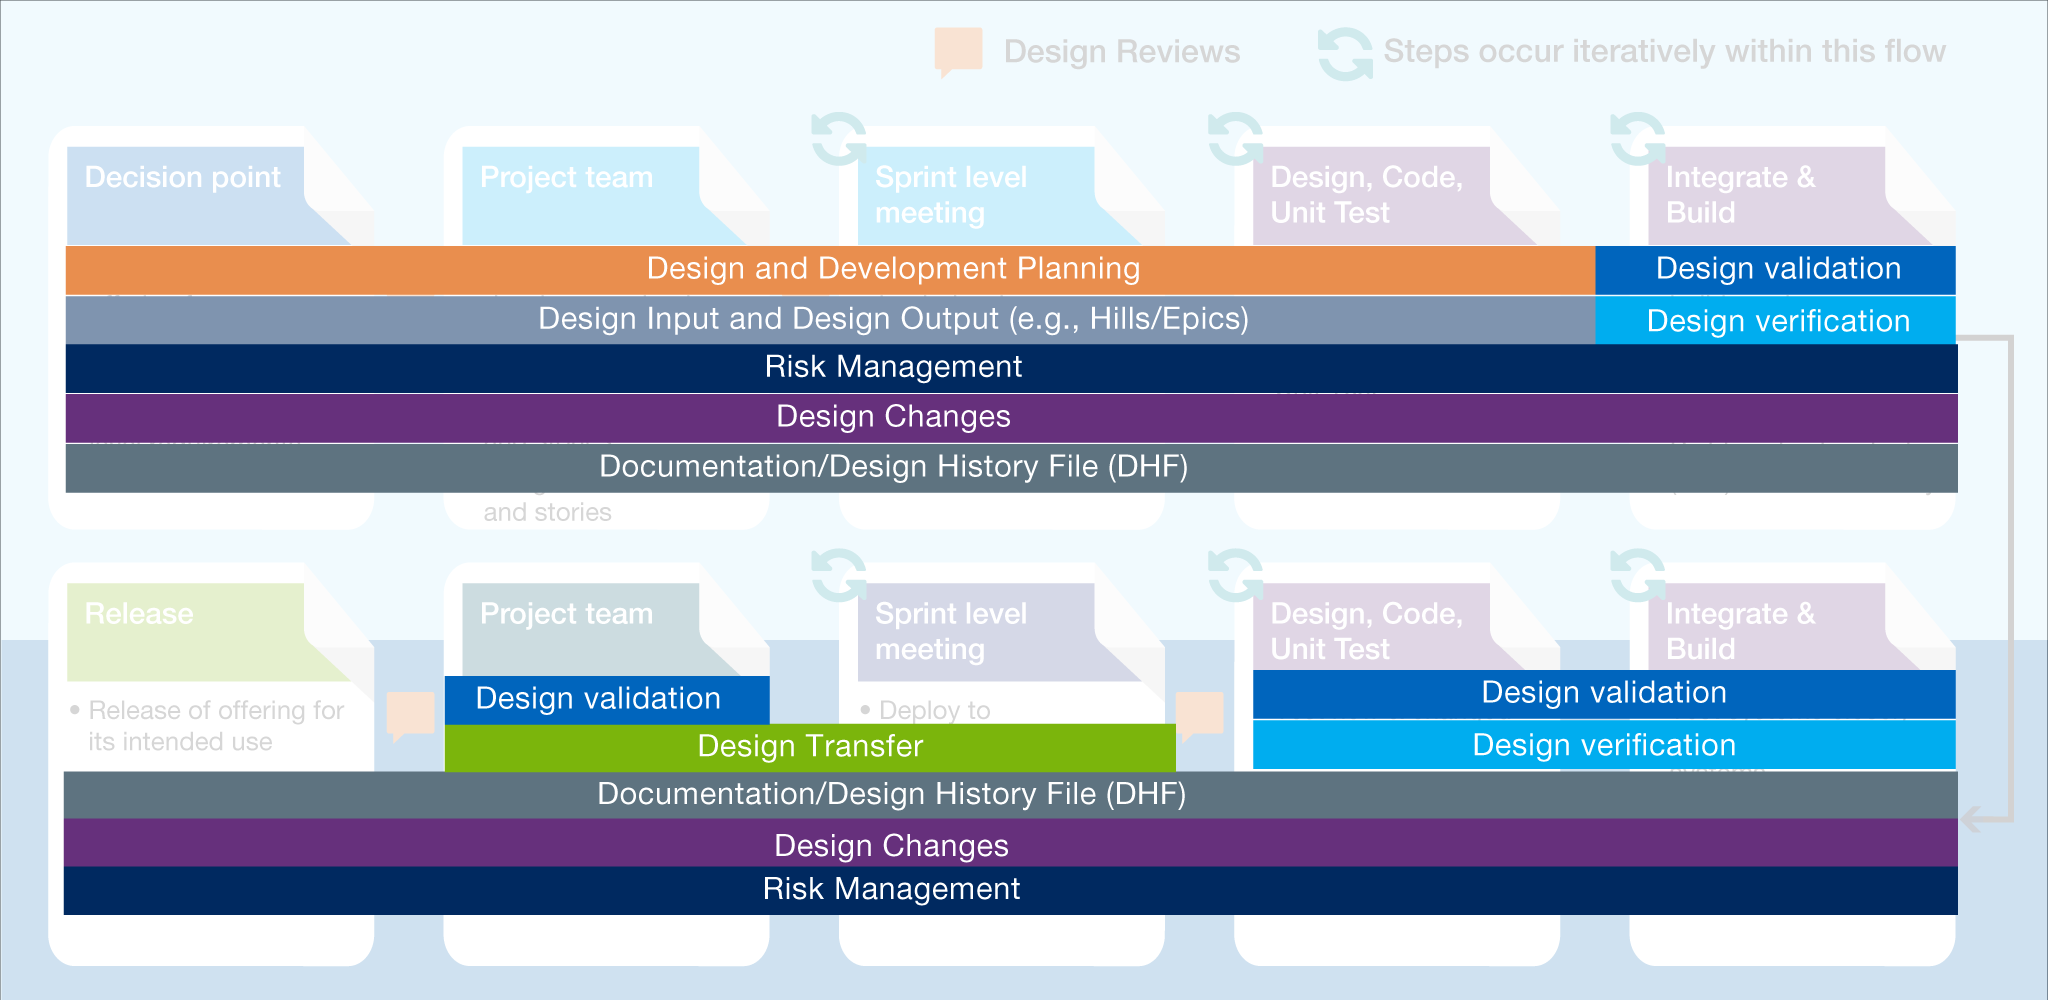 Design Reviews
Steps occur iteratively within this flow
Decision point
Project team
Sprint level
meeting
Design, Code,
Unit Test
Integrate &
Build
Design and Development Planning
Design validation
Design Input and Design Output (e.g., Hills/Epics)
Design verification
Risk Management
Design Changes
Documentation/Design History File (DHF)
and stories
Release
Project team
Sprint level
meeting
Design, Code,
Unit Test
Integrate &
Build
• Release of offering for
its intended use
Design validation
• Deploy to
Design validation
Design Transfer
Design verification
Documentation/Design History File (DHF)
Design Changes
Risk Management